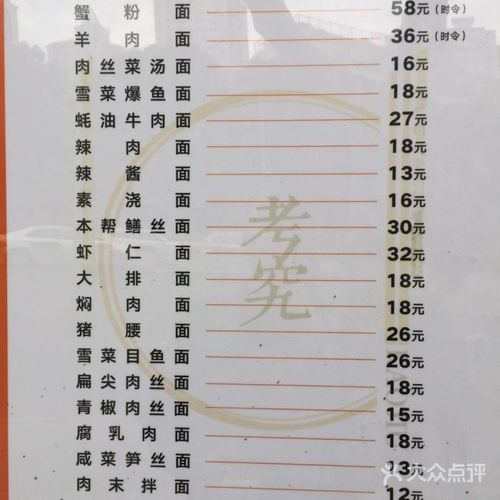 蟹粉面 58元(时令)
羊肉面 36元(时令)
肉丝菜汤面 16元
雪菜爆鱼面 18元
蚝油牛肉面 27元
辣肉面 18元
辣酱面 13元
素浇面 16元
本帮鳝丝面 30元
虾仁面 32元
大排面 18元
焖肉面 18元
猪腰面 26元
雪菜目鱼面 26元
扁尖肉丝面 18元
青椒肉丝面 15元
腐乳肉面 18元
咸菜笋丝面 13元
肉末拌面 12元
考究
大众点评